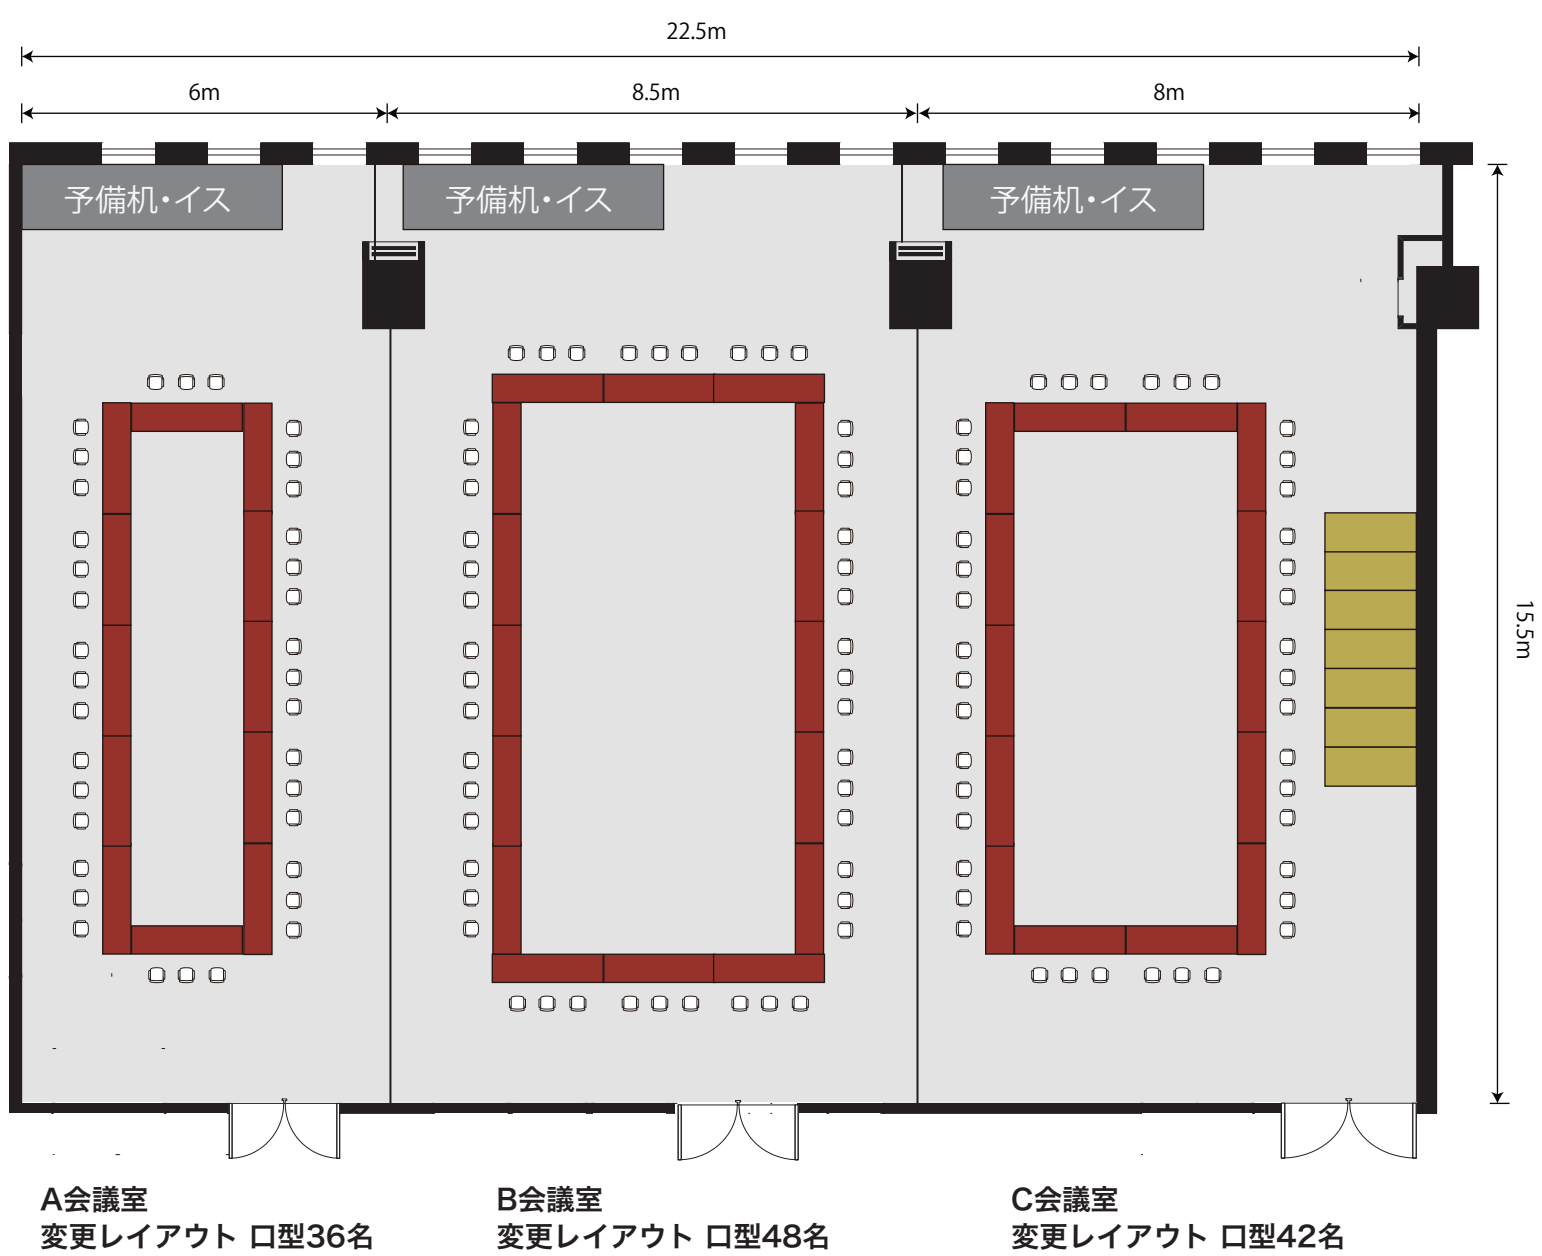 22.5m
6m
8.5m
8m
予備机・イス
予備机・イス
予備机・イス
15.5m
A会議室
変更レイアウト ロ型36名
B会議室
変更レイアウト ロ型48名
C会議室
変更レイアウト ロ型42名